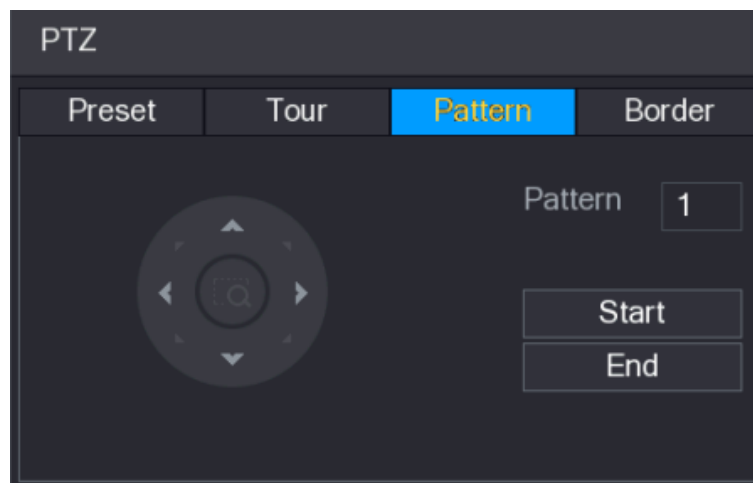 PTZ
Preset Tour Pattern Border
Pattern 1
Start
End